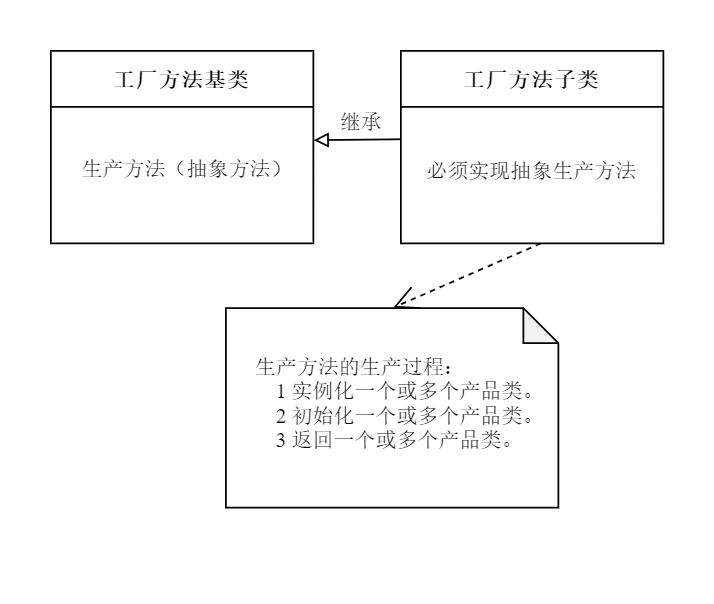 工厂方法基类
工厂方法子类
继承
生产方法（抽象方法）
必须实现抽象生产方法
生产方法的生产过程：
1 实例化一个或多个产品类。
2 初始化一个或多个产品类。
3 返回一个或多个产品类。